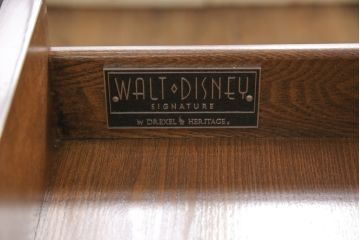 WALT DISNEY
SIGNATURE
BY DREXEL HERITAGE